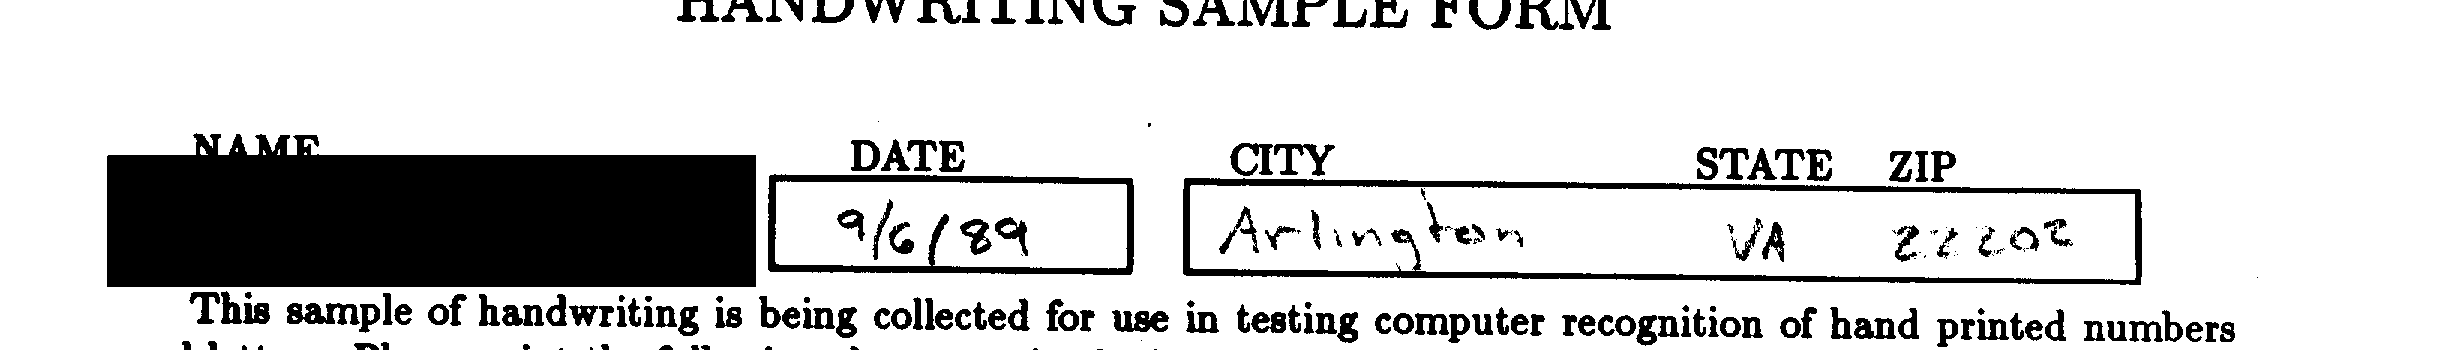 HANDWRITING SAMPLE FORM
NAME DATE CITY STATE ZIP
9/6/89 Arlington VA 22202
This sample of handwriting is being collected for use in testing computer recognition of hand printed numbers